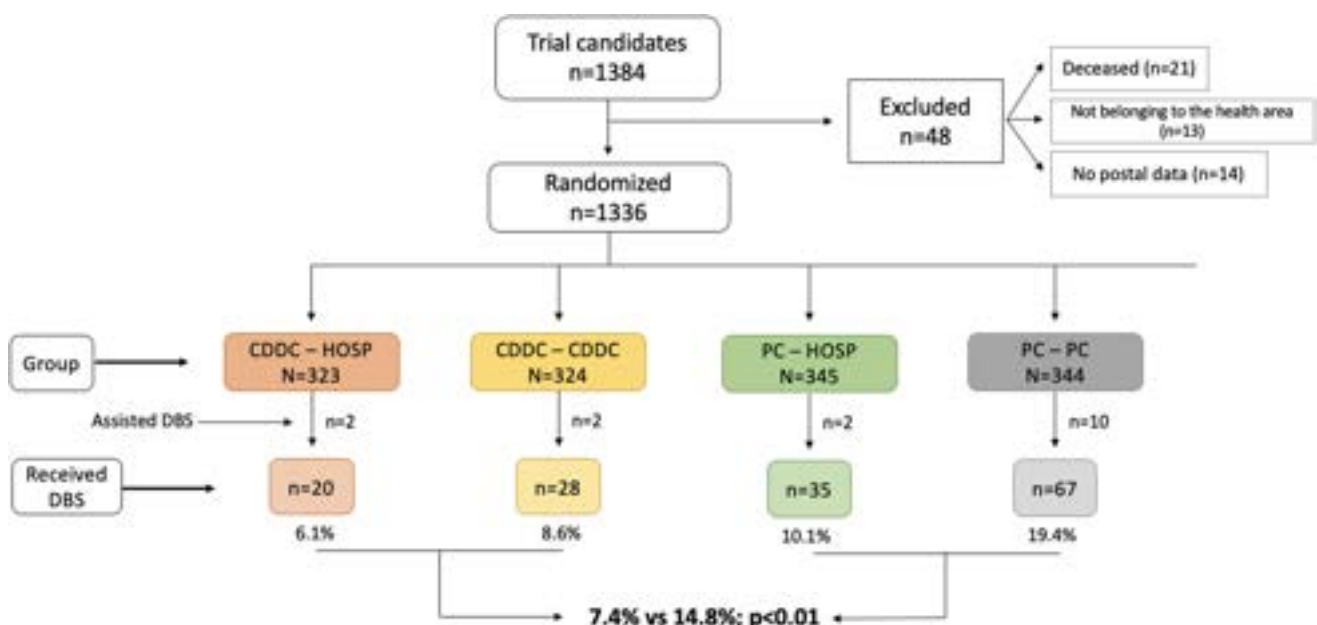 Trial candidates
n=1384
Excluded
n=48
Deceased (n=21)
Not belonging to the health area
(n=13)
No postal data (n=14)
Randomized
n=1336
Group
CDDC – HOSP
N=323
CDDC – CDDC
N=324
PC – HOSP
N=345
PC – PC
N=344
Assisted DBS
n=2
n=2
n=2
n=10
Received
DBS
n=20
n=28
n=35
n=67
6.1%
8.6%
10.1%
19.4%
7.4% vs 14.8%; p<0.01